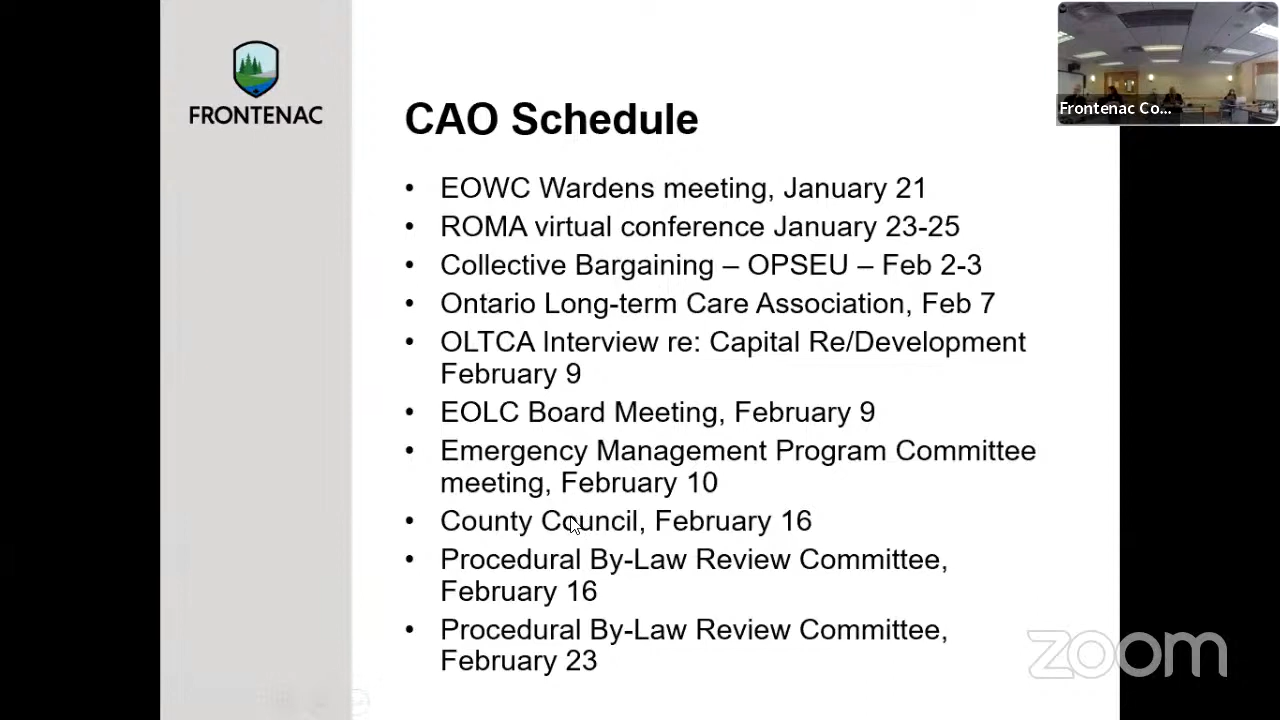 FRONTENAC
Frontenac Co...
CAO Schedule
• EOWC Wardens meeting, January 21
• ROMA virtual conference January 23-25
• Collective Bargaining – OPSEU – Feb 2-3
• Ontario Long-term Care Association, Feb 7
• OLTCA Interview re: Capital Re/Development
February 9
• EOLC Board Meeting, February 9
• Emergency Management Program Committee
meeting, February 10
• County Council, February 16
• Procedural By-Law Review Committee,
February 16
• Procedural By-Law Review Committee,
February 23
zoom